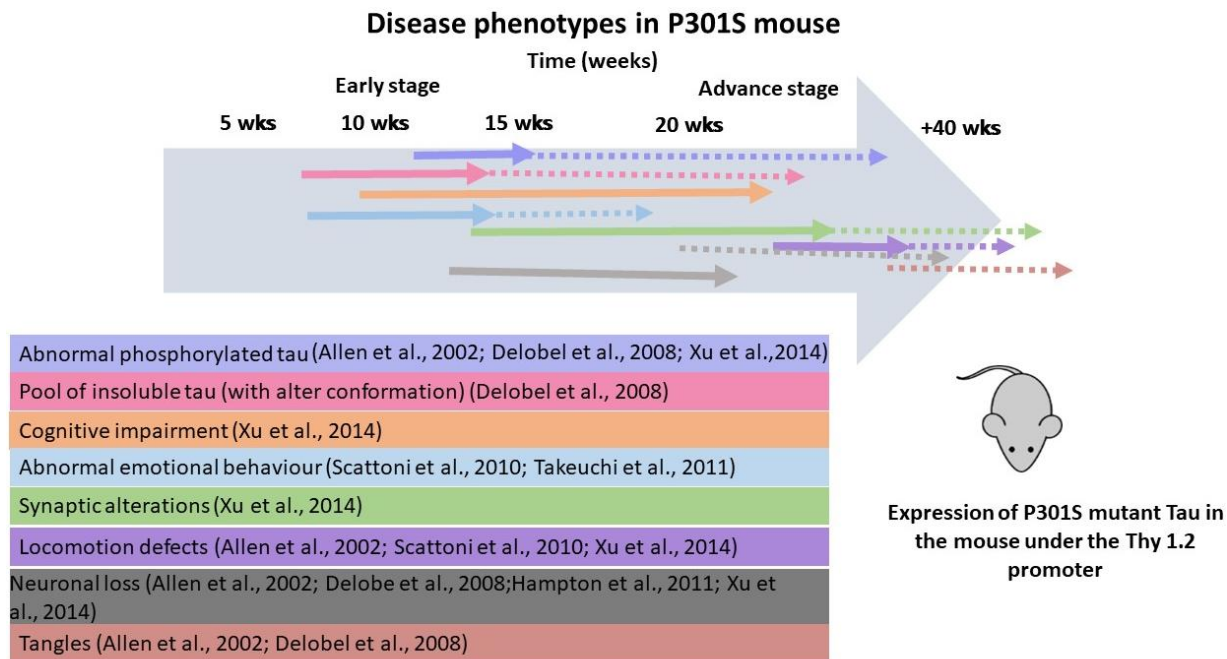 Disease phenotypes in P301S mouse
Time (weeks)
Early stage
Advance stage
5 wks
10 wks
15 wks
20 wks
+40 wks
Abnormal phosphorylated tau (Allen et al., 2002; Delobel et al., 2008; Xu et al.,2014)
Pool of insoluble tau (with alter conformation) (Delobel et al., 2008)
Cognitive impairment (Xu et al., 2014)
Abnormal emotional behaviour (Scattoni et al., 2010; Takeuchi et al., 2011)
Synaptic alterations (Xu et al., 2014)
Locomotion defects (Allen et al., 2002; Scattoni et al., 2010; Xu et al., 2014)
Neuronal loss (Allen et al., 2002; Delobe et al., 2008;Hampton et al., 2011; Xu et
al., 2014)
Tangles (Allen et al., 2002; Delobel et al., 2008)
Expression of P301S mutant Tau in
the mouse under the Thy 1.2
promoter